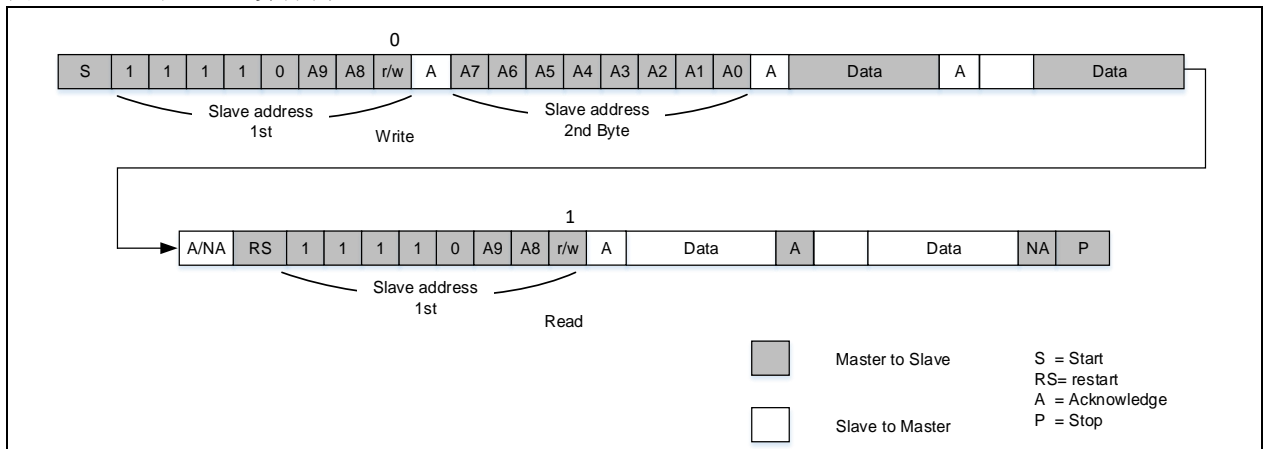 0
S 1 1 1 1 0 A9 A8 r/w A A7 A6 A5 A4 A3 A2 A1 A0 A Data A Data
Slave address
1st
Write
Slave address
2nd Byte
1
A/NA RS 1 1 1 1 0 A9 A8 r/w A Data A Data NA P
Slave address
1st
Read
Master to Slave
Slave to Master
S = Start
RS= restart
A = Acknowledge
P = Stop